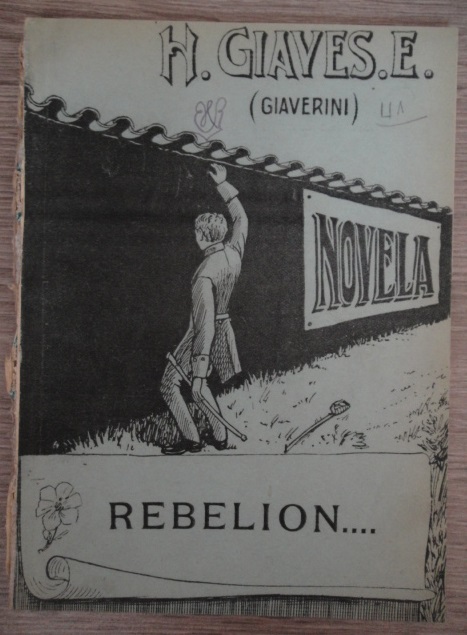 H. GIAVES.E.
(GIAVERINI)
NOVELA
REBELION....